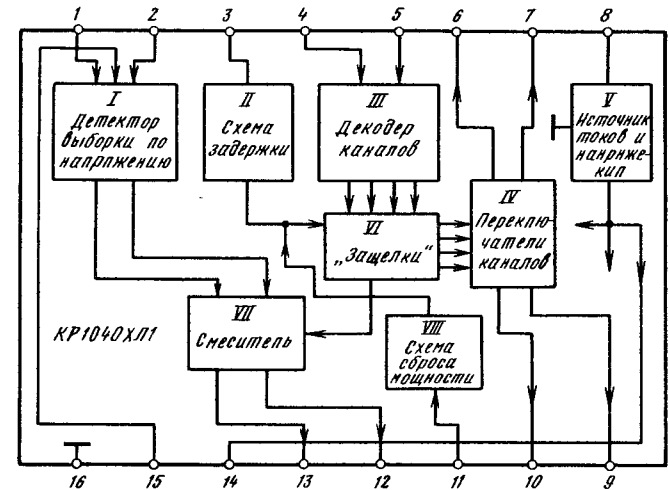 1 2 3 4 5 6 7 8
I
Детектор
выборки по
напряжению
II
Схема
задержки
III
Декодер
каналов
V
Источник
токов и
напряже-
кип
IV
Переклю-
чатели
каналов
VI
„Защелки“
VII
Смеситель
VIII
Схема
сброса
мощности
КР1040ХЛ1
16 15 14 13 12 11 10 9